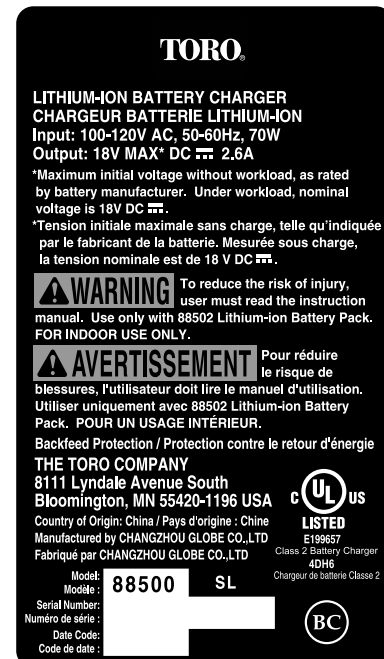 TORO®
LITHIUM-ION BATTERY CHARGER
CHARGEUR BATTERIE LITHIUM-ION
Input: 100-120V AC, 50-60Hz, 70W
Output: 18V MAX* DC ⎓ 2.6A
*Maximum initial voltage without workload, as rated
by battery manufacturer. Under workload, nominal
voltage is 18V DC ⎓.
*Tension initiale maximale sans charge, telle qu'indiquée
par le fabricant de la batterie. Mesurée sous charge,
la tension nominale est de 18 V DC ⎓.
WARNING To reduce the risk of injury,
user must read the instruction
manual. Use only with 88502 Lithium-ion Battery Pack.
FOR INDOOR USE ONLY.
AVERTISSEMENT Pour réduire
le risque de
blessures, l'utilisateur doit lire le manuel d'utilisation.
Utiliser uniquement avec 88502 Lithium-ion Battery
Pack. POUR UN USAGE INTÉRIEUR.
Backfeed Protection / Protection contre le retour d'énergie
THE TORO COMPANY
8111 Lyndale Avenue South
Bloomington, MN 55420-1196 USA
Country of Origin: China / Pays d'origine : Chine
Manufactured by CHANGZHOU GLOBE CO.,LTD
Fabriqué par CHANGZHOU GLOBE CO.,LTD
C UL US
LISTED
E199657
Class 2 Battery Charger
4DH6
Chargeur de batterie Classe 2
Model: 88500 SL
Modèle :
Serial Number:
Numéro de série :
Date Code:
Code de date :
BC